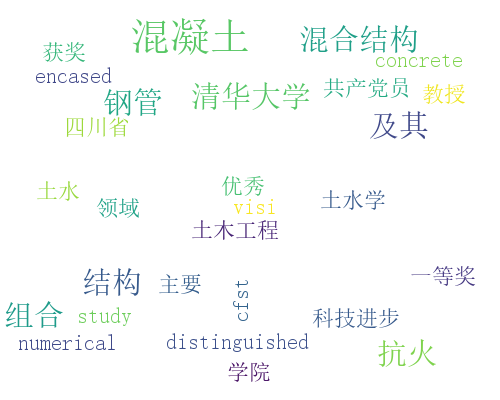 混凝土
混合结构
获奖
concrete
encased
钢管
清华大学
共产党员
教授
四川省
及其
土水
优秀
土水学
领域
visi
土木工程
一等奖
结构
主要
cfst
组合
study
科技进步
numerical
distinguished
抗火
学院